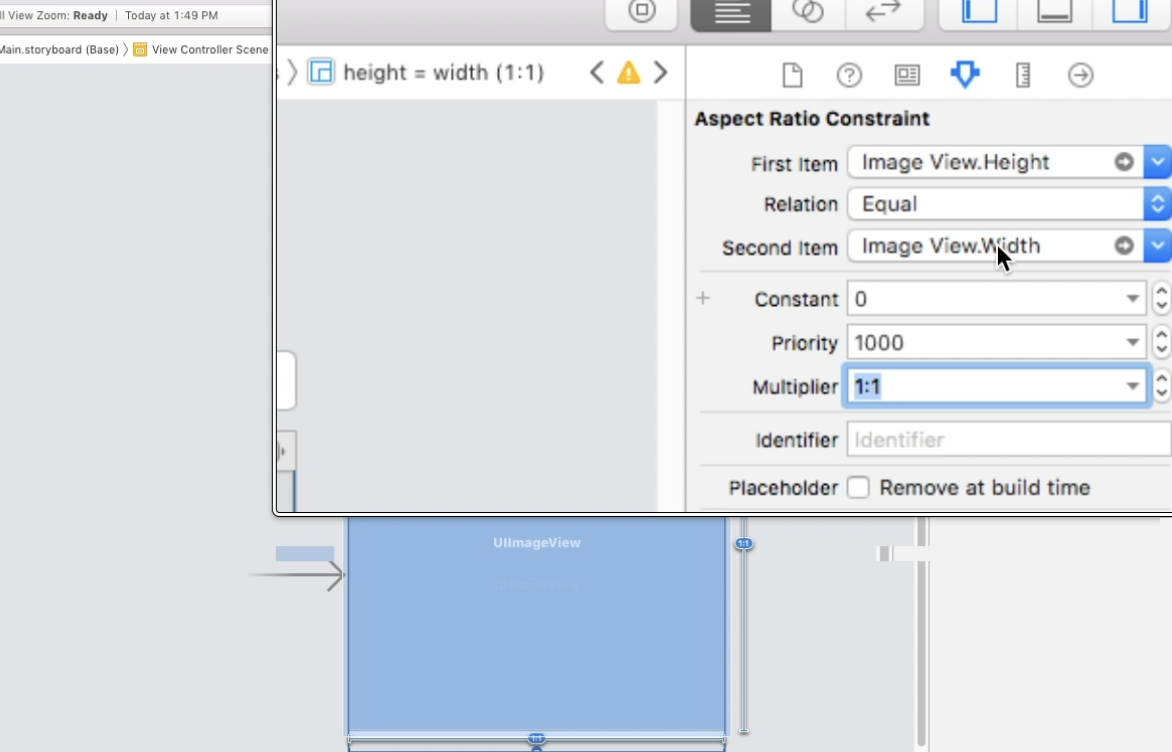 ll View Zoom: Ready | Today at 1:49 PM
Main.storyboard (Base) 〉 View Controller Scene
height = width (1:1)
Aspect Ratio Constraint
First Item Image View.Height
Relation Equal
Second Item Image View.Width
+ Constant 0
Priority 1000
Multiplier 1:1
Identifier Identifier
Placeholder Remove at build time
UIImageView
1:1
1:1